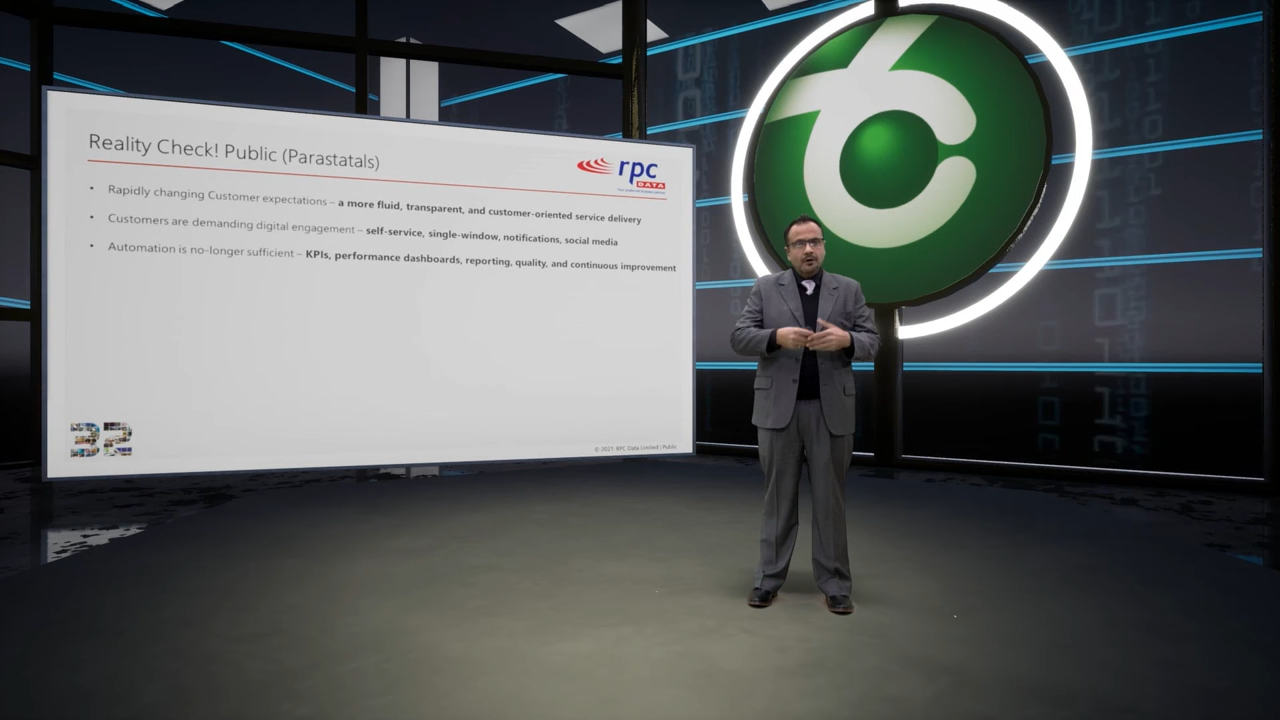 Reality Check! Public (Parastatals)
rpc
DATA
• Rapidly changing Customer expectations – a more fluid, transparent, and customer-oriented service delivery
• Customers are demanding digital engagement – self-service, single-window, notifications, social media
• Automation is no-longer sufficient – KPIs, performance dashboards, reporting, quality, and continuous improvement
32
© 2021 RPC Data Limited | Public